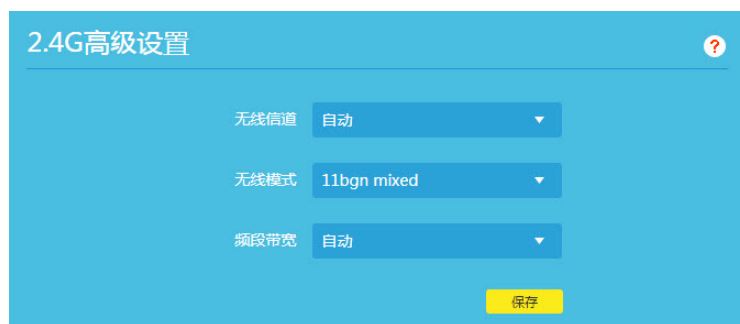 2.4G高级设置
?
无线信道 自动
无线模式 11bgn mixed
频段带宽 自动
保存